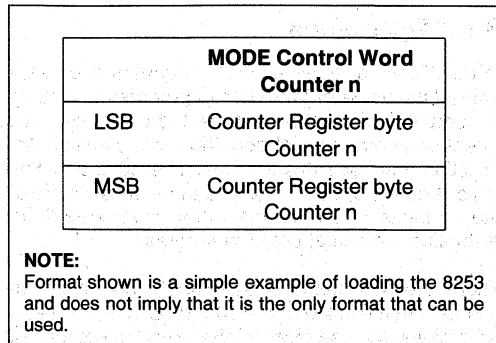 MODE Control Word
Counter n
LSB Counter Register byte
Counter n
MSB Counter Register byte
Counter n
NOTE:
Format shown is a simple example of loading the 8253
and does not imply that it is the only format that can be
used.